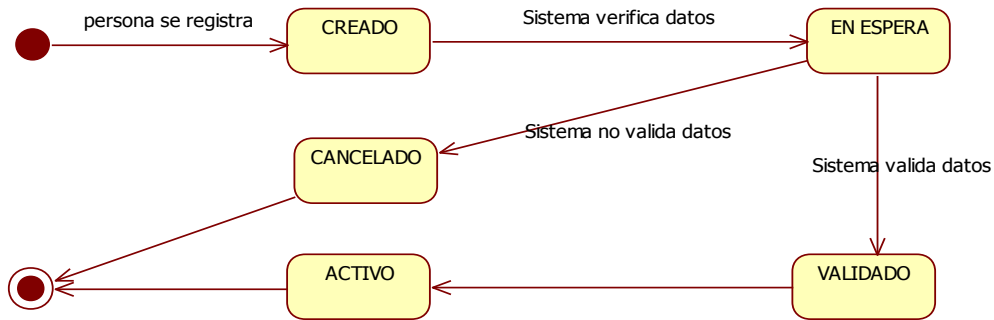 persona se registra
CREADO
Sistema verifica datos
EN ESPERA
Sistema no valida datos
CANCELADO
Sistema valida datos
ACTIVO
VALIDADO